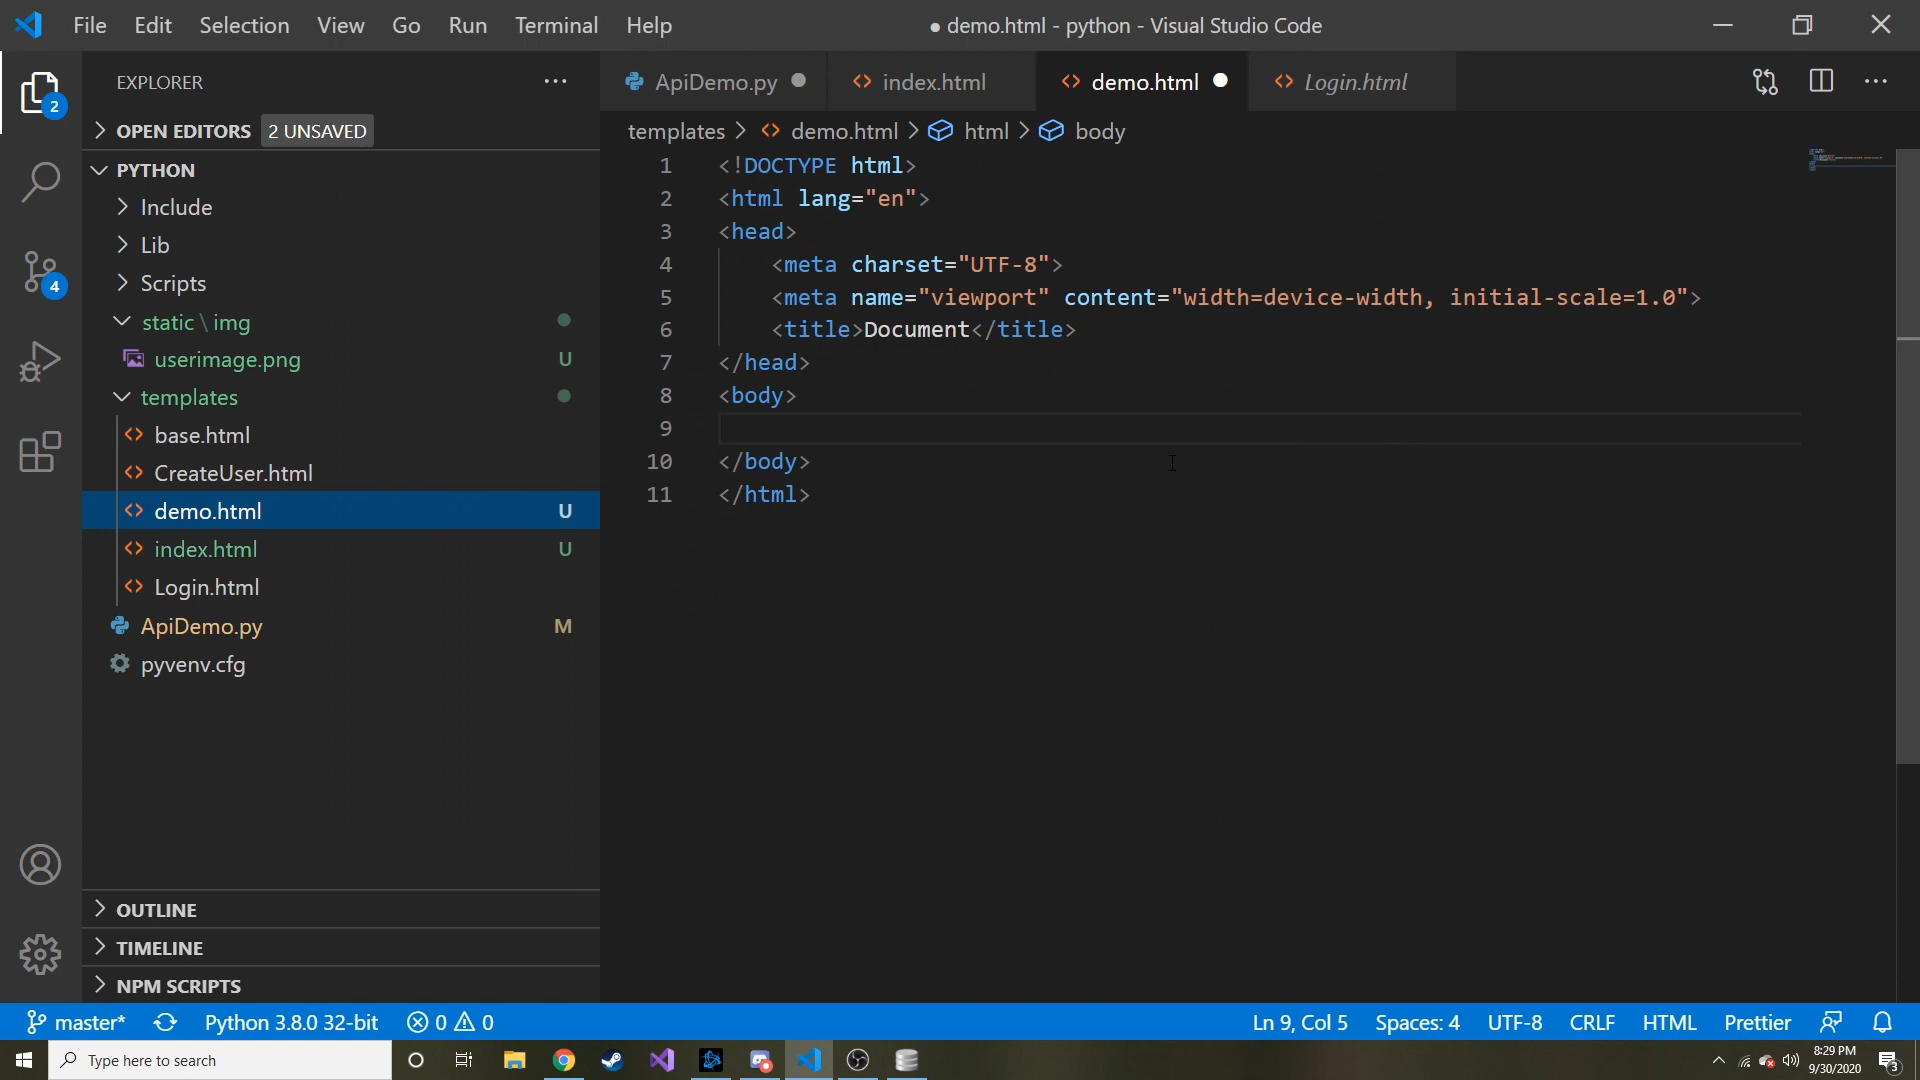 File Edit Selection View Go Run Terminal Help
● demo.html - python - Visual Studio Code
EXPLORER
OPEN EDITORS 2 UNSAVED
PYTHON
Include
Lib
Scripts
static \ img
userimage.png U
templates
base.html
CreateUser.html
demo.html U
index.html U
Login.html
ApiDemo.py M
pyvenv.cfg
OUTLINE
TIMELINE
NPM SCRIPTS
2
4
ApiDemo.py index.html demo.html Login.html
templates > demo.html > html > body
1 <!DOCTYPE html>
2 <html lang="en">
3 <head>
4 <meta charset="UTF-8">
5 <meta name="viewport" content="width=device-width, initial-scale=1.0">
6 <title>Document</title>
7 </head>
8 <body>
9
10 </body>
11 </html>
master* Python 3.8.0 32-bit 0 0 Ln 9, Col 5 Spaces: 4 UTF-8 CRLF HTML Prettier
Type here to search
8:29 PM
9/30/2020
3